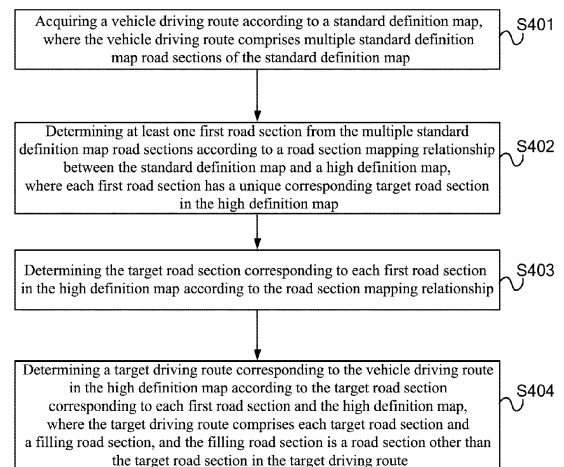 Acquiring a vehicle driving route according to a standard definition map,
where the vehicle driving route comprises multiple standard definition
map road sections of the standard definition map
S401
Determining at least one first road section from the multiple standard
definition map road sections according to a road section mapping relationship
between the standard definition map and a high definition map,
where each first road section has a unique corresponding target road section
in the high definition map
S402
Determining the target road section corresponding to each first road section
in the high definition map according to the road section mapping relationship
S403
Determining a target driving route corresponding to the vehicle driving route
in the high definition map according to the target road section
corresponding to each first road section and the high definition map,
where the target driving route comprises each target road section and
a filling road section, and the filling road section is a road section other than
the target road section in the target driving route
S404